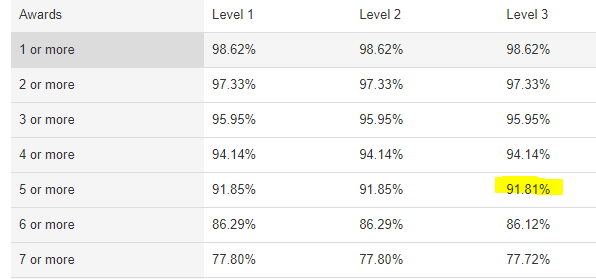 Awards Level 1 Level 2 Level 3
1 or more 98.62% 98.62% 98.62%
2 or more 97.33% 97.33% 97.33%
3 or more 95.95% 95.95% 95.95%
4 or more 94.14% 94.14% 94.14%
5 or more 91.85% 91.85% 91.81%
6 or more 86.29% 86.29% 86.12%
7 or more 77.80% 77.80% 77.72%